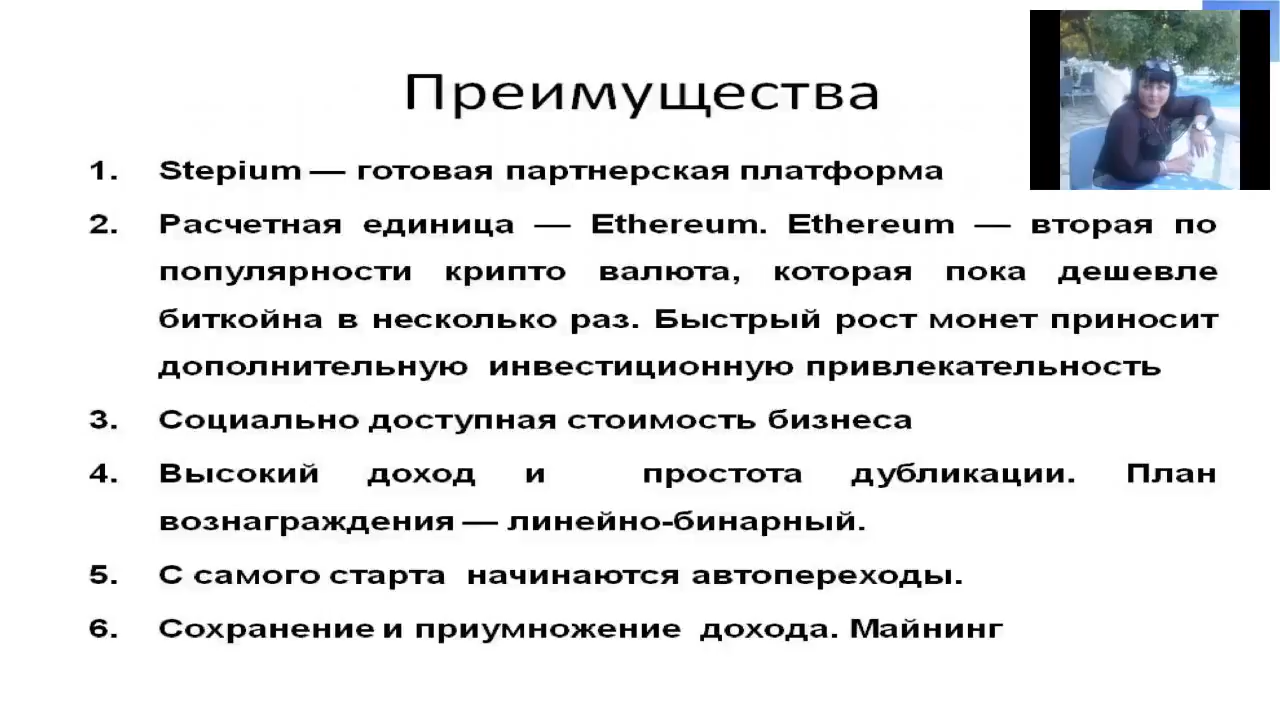 Преимущества
1. Stepium — готовая партнерская платформа
2. Расчетная единица — Ethereum. Ethereum — вторая по
популярности крипто валюта, которая пока дешевле
биткойна в несколько раз. Быстрый рост монет приносит
дополнительную инвестиционную привлекательность
3. Социально доступная стоимость бизнеса
4. Высокий доход и простота дубликации. План
вознаграждения — линейно-бинарный.
5. С самого старта начинаются автопереходы.
6. Сохранение и приумножение дохода. Майнинг